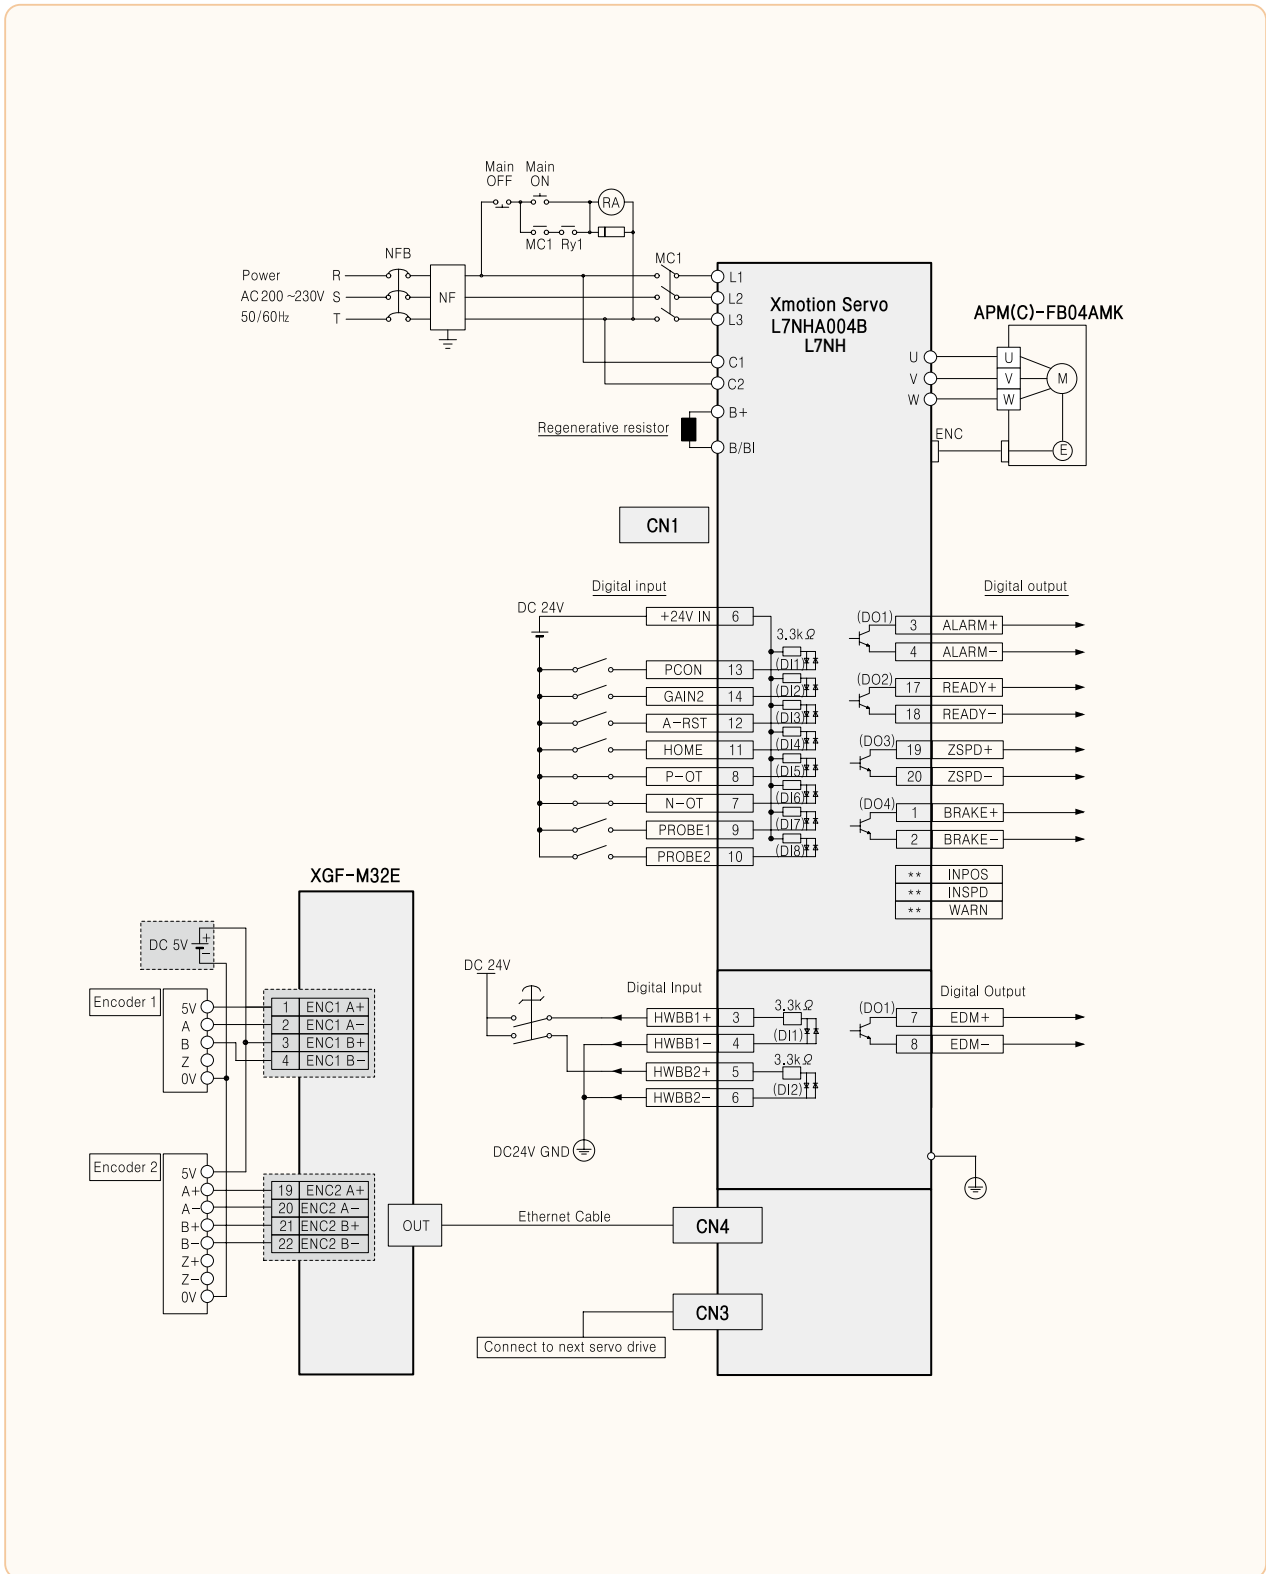 Main Main
OFF ON
RA
MC1 Ry1
NFB
MC1
Power R
AC200 ~230V S
50/60Hz T
NF
L1
L2
L3
Xmotion Servo
L7NHA004B
L7NH
APM(C)-FB04AMK
C1
C2
B+
B/BI
Regenerative resistor
U U
V V M
W W
ENC
E
CN1
Digital input
Digital output
DC 24V
+24V IN 6
3.3kΩ
PCON 13 (DI1)
GAIN2 14 (DI2)
A-RST 12 (DI3)
HOME 11 (DI4)
P-OT 8 (DI5)
N-OT 7 (DI6)
PROBE1 9 (DI7)
PROBE2 10 (DI8)
(DO1) 3 ALARM+
4 ALARM-
(DO2) 17 READY+
18 READY-
(DO3) 19 ZSPD+
20 ZSPD-
(DO4) 1 BRAKE+
2 BRAKE-
** INPOS
** INSPD
** WARN
XGF-M32E
DC 5V + -
Encoder 1
5V
A
B
Z
0V
1 ENC1 A+
2 ENC1 A-
3 ENC1 B+
4 ENC1 B-
DC 24V
Digital Input
Digital Output
HWBB1+ 3 3.3kΩ
HWBB1- 4 (DI1)
HWBB2+ 5 3.3kΩ
HWBB2- 6 (DI2)
(DO1) 7 EDM+
8 EDM-
DC24V GND
Encoder 2
5V
A+
A-
B+
B-
Z+
Z-
0V
19 ENC2 A+
20 ENC2 A-
21 ENC2 B+
22 ENC2 B-
OUT
Ethernet Cable
CN4
CN3
Connect to next servo drive